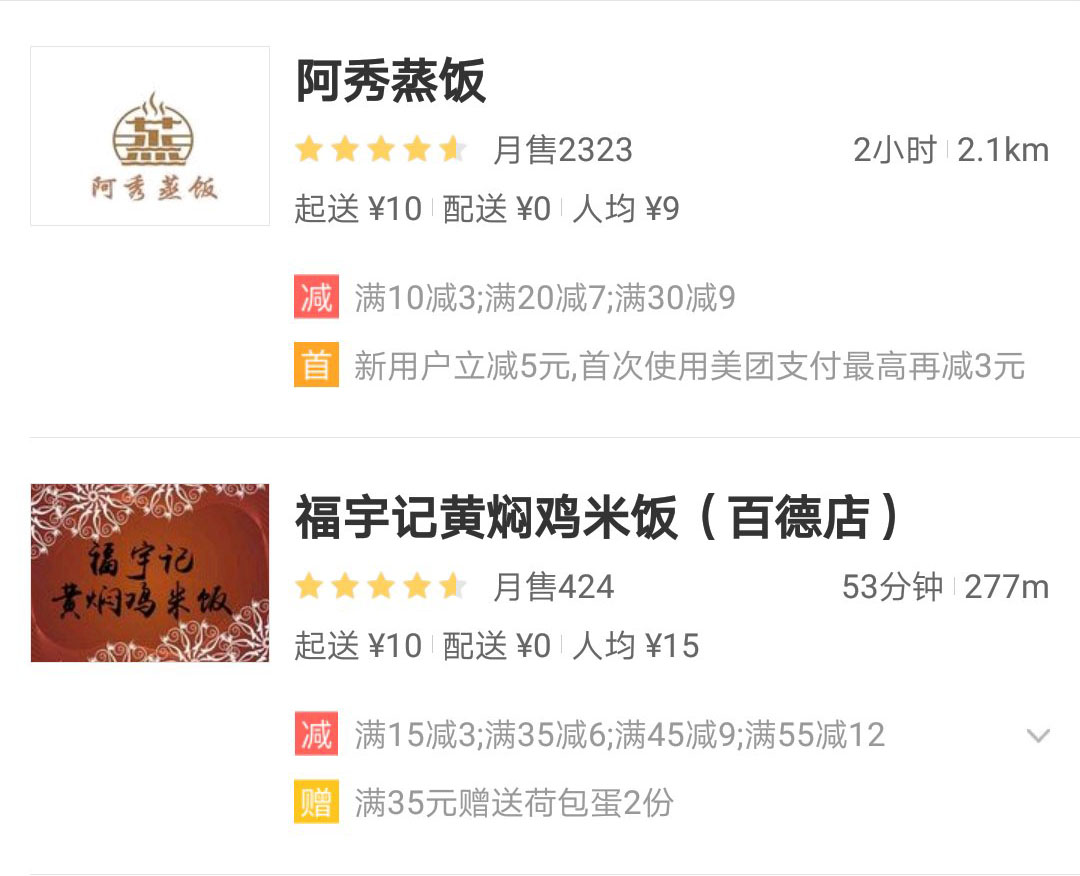 蒸
阿秀蒸饭
阿秀蒸饭
月售2323
2小时 2.1km
起送 ¥10 配送 ¥0 人均 ¥9
减 满10减3;满20减7;满30减9
首 新用户立减5元,首次使用美团支付最高再减3元
福宇记
黄焖鸡米饭
福宇记黄焖鸡米饭（百德店）
月售424
53分钟 277m
起送 ¥10 配送 ¥0 人均 ¥15
减 满15减3;满35减6;满45减9;满55减12
赠 满35元赠送荷包蛋2份